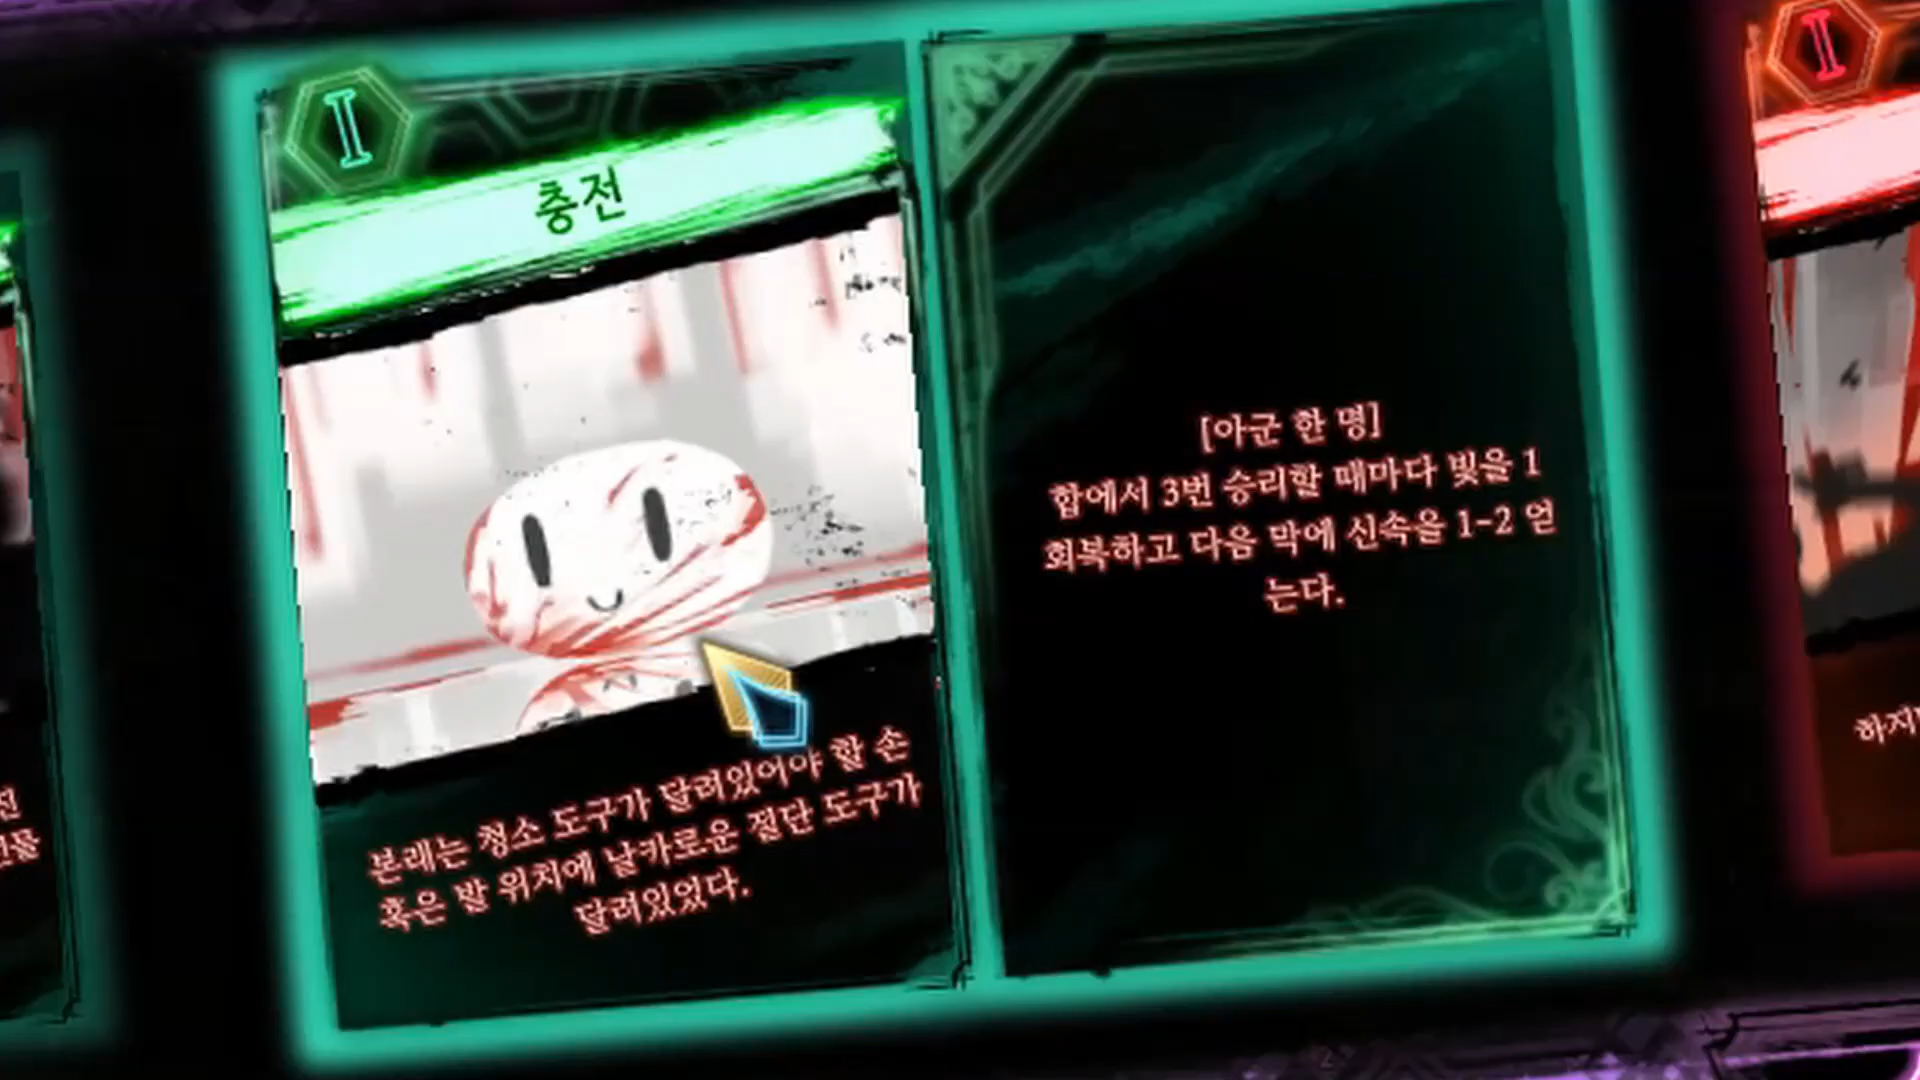 I
충전
본래는 청소 도구가 달려있어야 할 손
혹은 발 위치에 날카로운 절단 도구가
달려있었다.
[아군 한 명]
합에서 3번 승리할 때마다 빛을 1
회복하고 다음 막에 신속을 1-2 얻
는다.
I